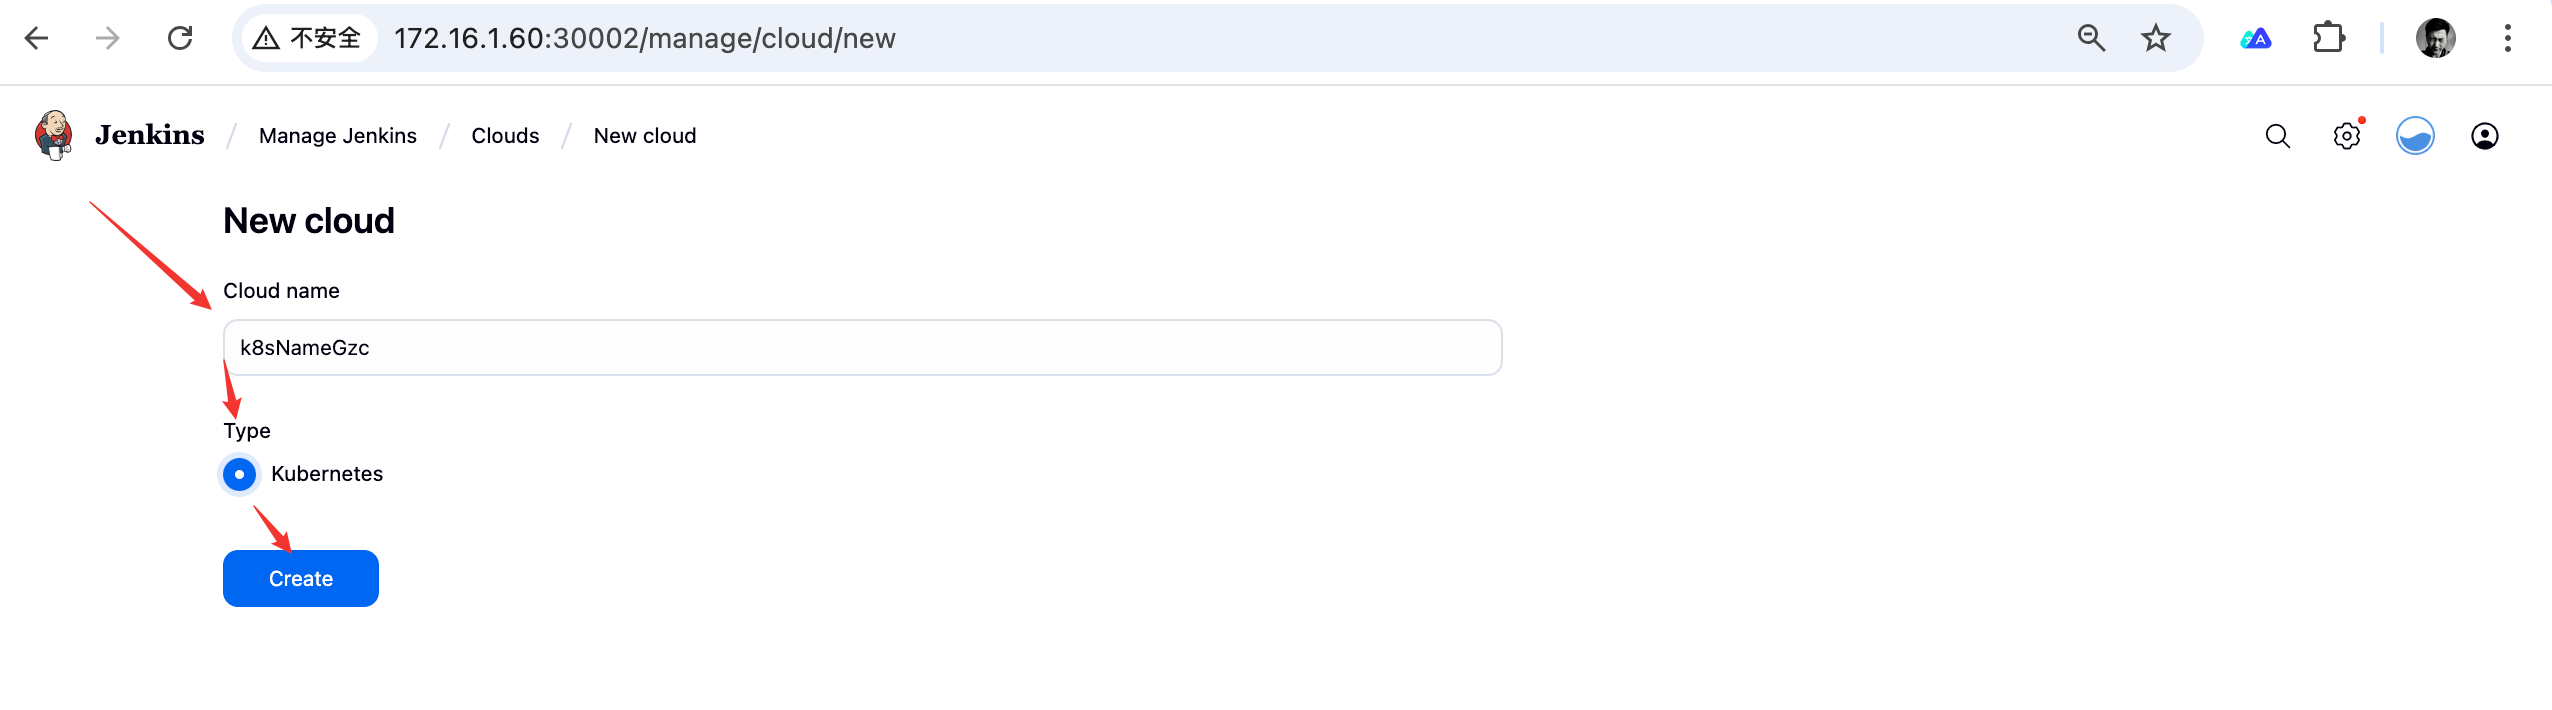 不安全 172.16.1.60:30002/manage/cloud/new
Jenkins / Manage Jenkins / Clouds / New cloud
New cloud
Cloud name
k8sNameGzc
Type
Kubernetes
Create